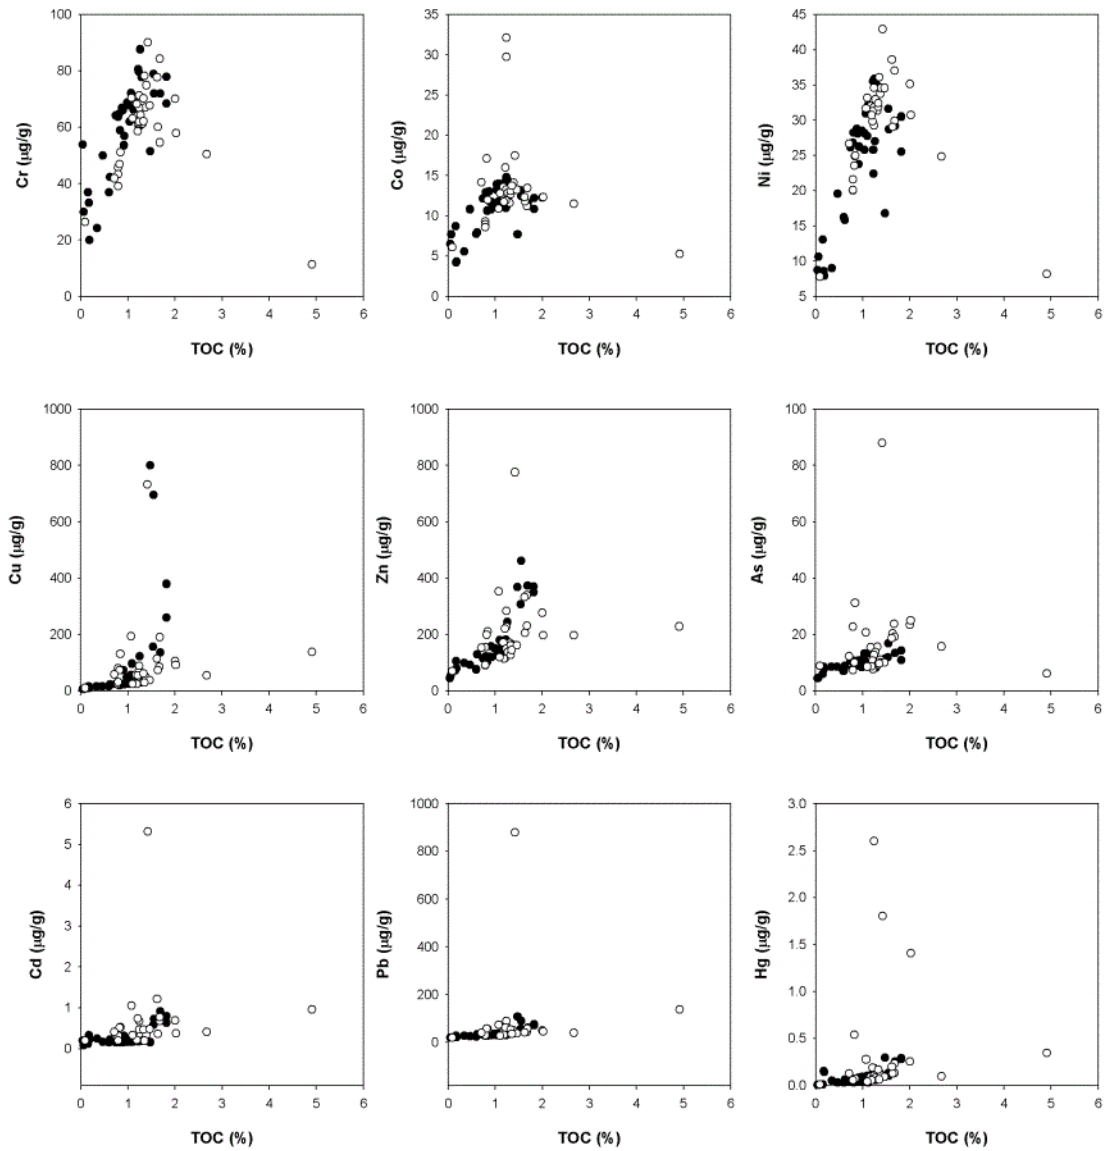 Cr (μg/g)
100
80
60
40
20
0
0 1 2 3 4 5 6
TOC (%)
Co (μg/g)
35
30
25
20
15
10
5
0
0 1 2 3 4 5 6
TOC (%)
Ni (μg/g)
45
40
35
30
25
20
15
10
5
0 1 2 3 4 5 6
TOC (%)
Cu (μg/g)
1000
800
600
400
200
0
0 1 2 3 4 5 6
TOC (%)
Zn (μg/g)
1000
800
600
400
200
0
0 1 2 3 4 5 6
TOC (%)
As (μg/g)
100
80
60
40
20
0
0 1 2 3 4 5 6
TOC (%)
Cd (μg/g)
6
5
4
3
2
1
0
0 1 2 3 4 5 6
TOC (%)
Pb (μg/g)
1000
800
600
400
200
0
0 1 2 3 4 5 6
TOC (%)
Hg (μg/g)
3.0
2.5
2.0
1.5
1.0
0.5
0.0
0 1 2 3 4 5 6
TOC (%)